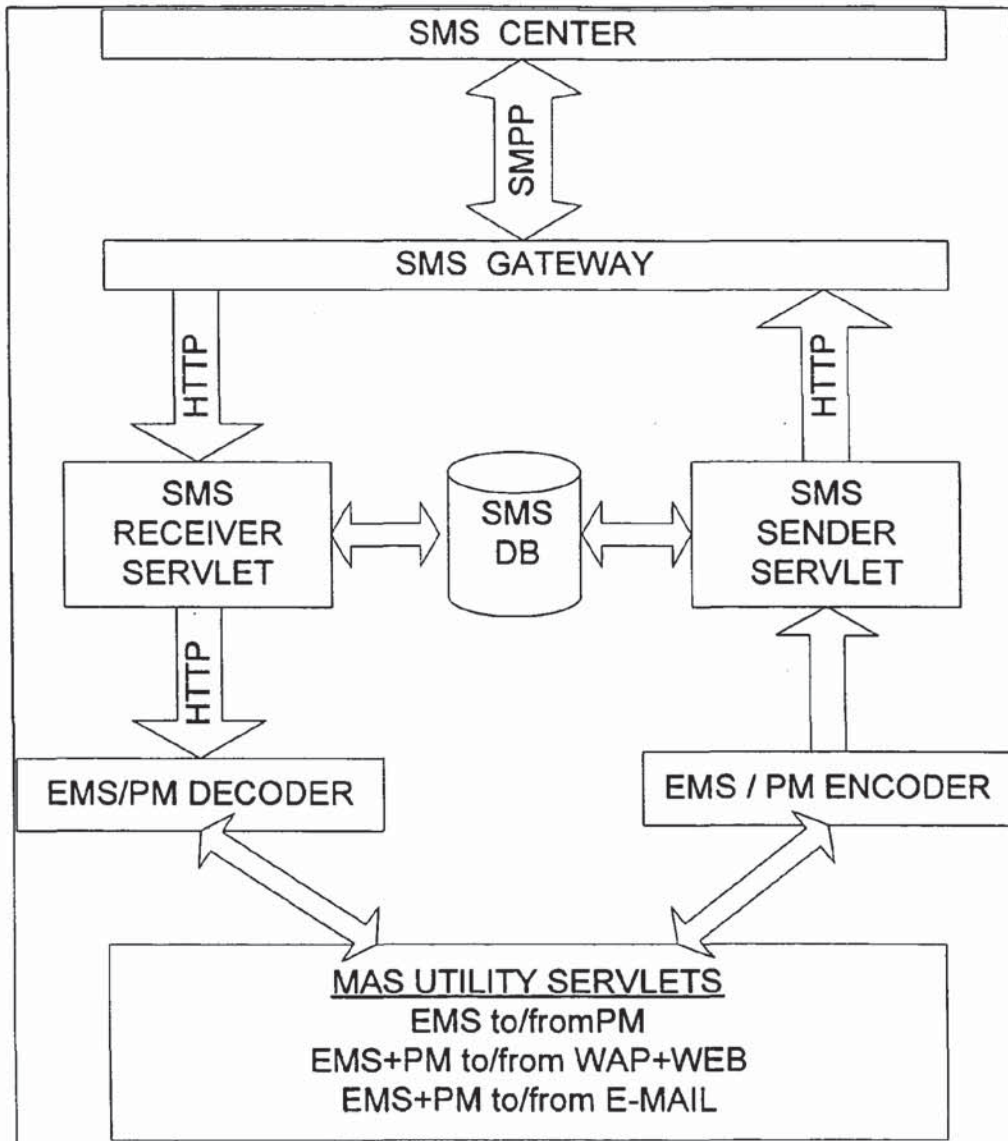 SMS CENTER
SMPP
SMS GATEWAY
HTTP
HTTP
SMS
RECEIVER
SERVLET
SMS
DB
SMS
SENDER
SERVLET
HTTP
EMS/PM DECODER
EMS / PM ENCODER
MAS UTILITY SERVLETS
EMS to/fromPM
EMS+PM to/from WAP+WEB
EMS+PM to/from E-MAIL